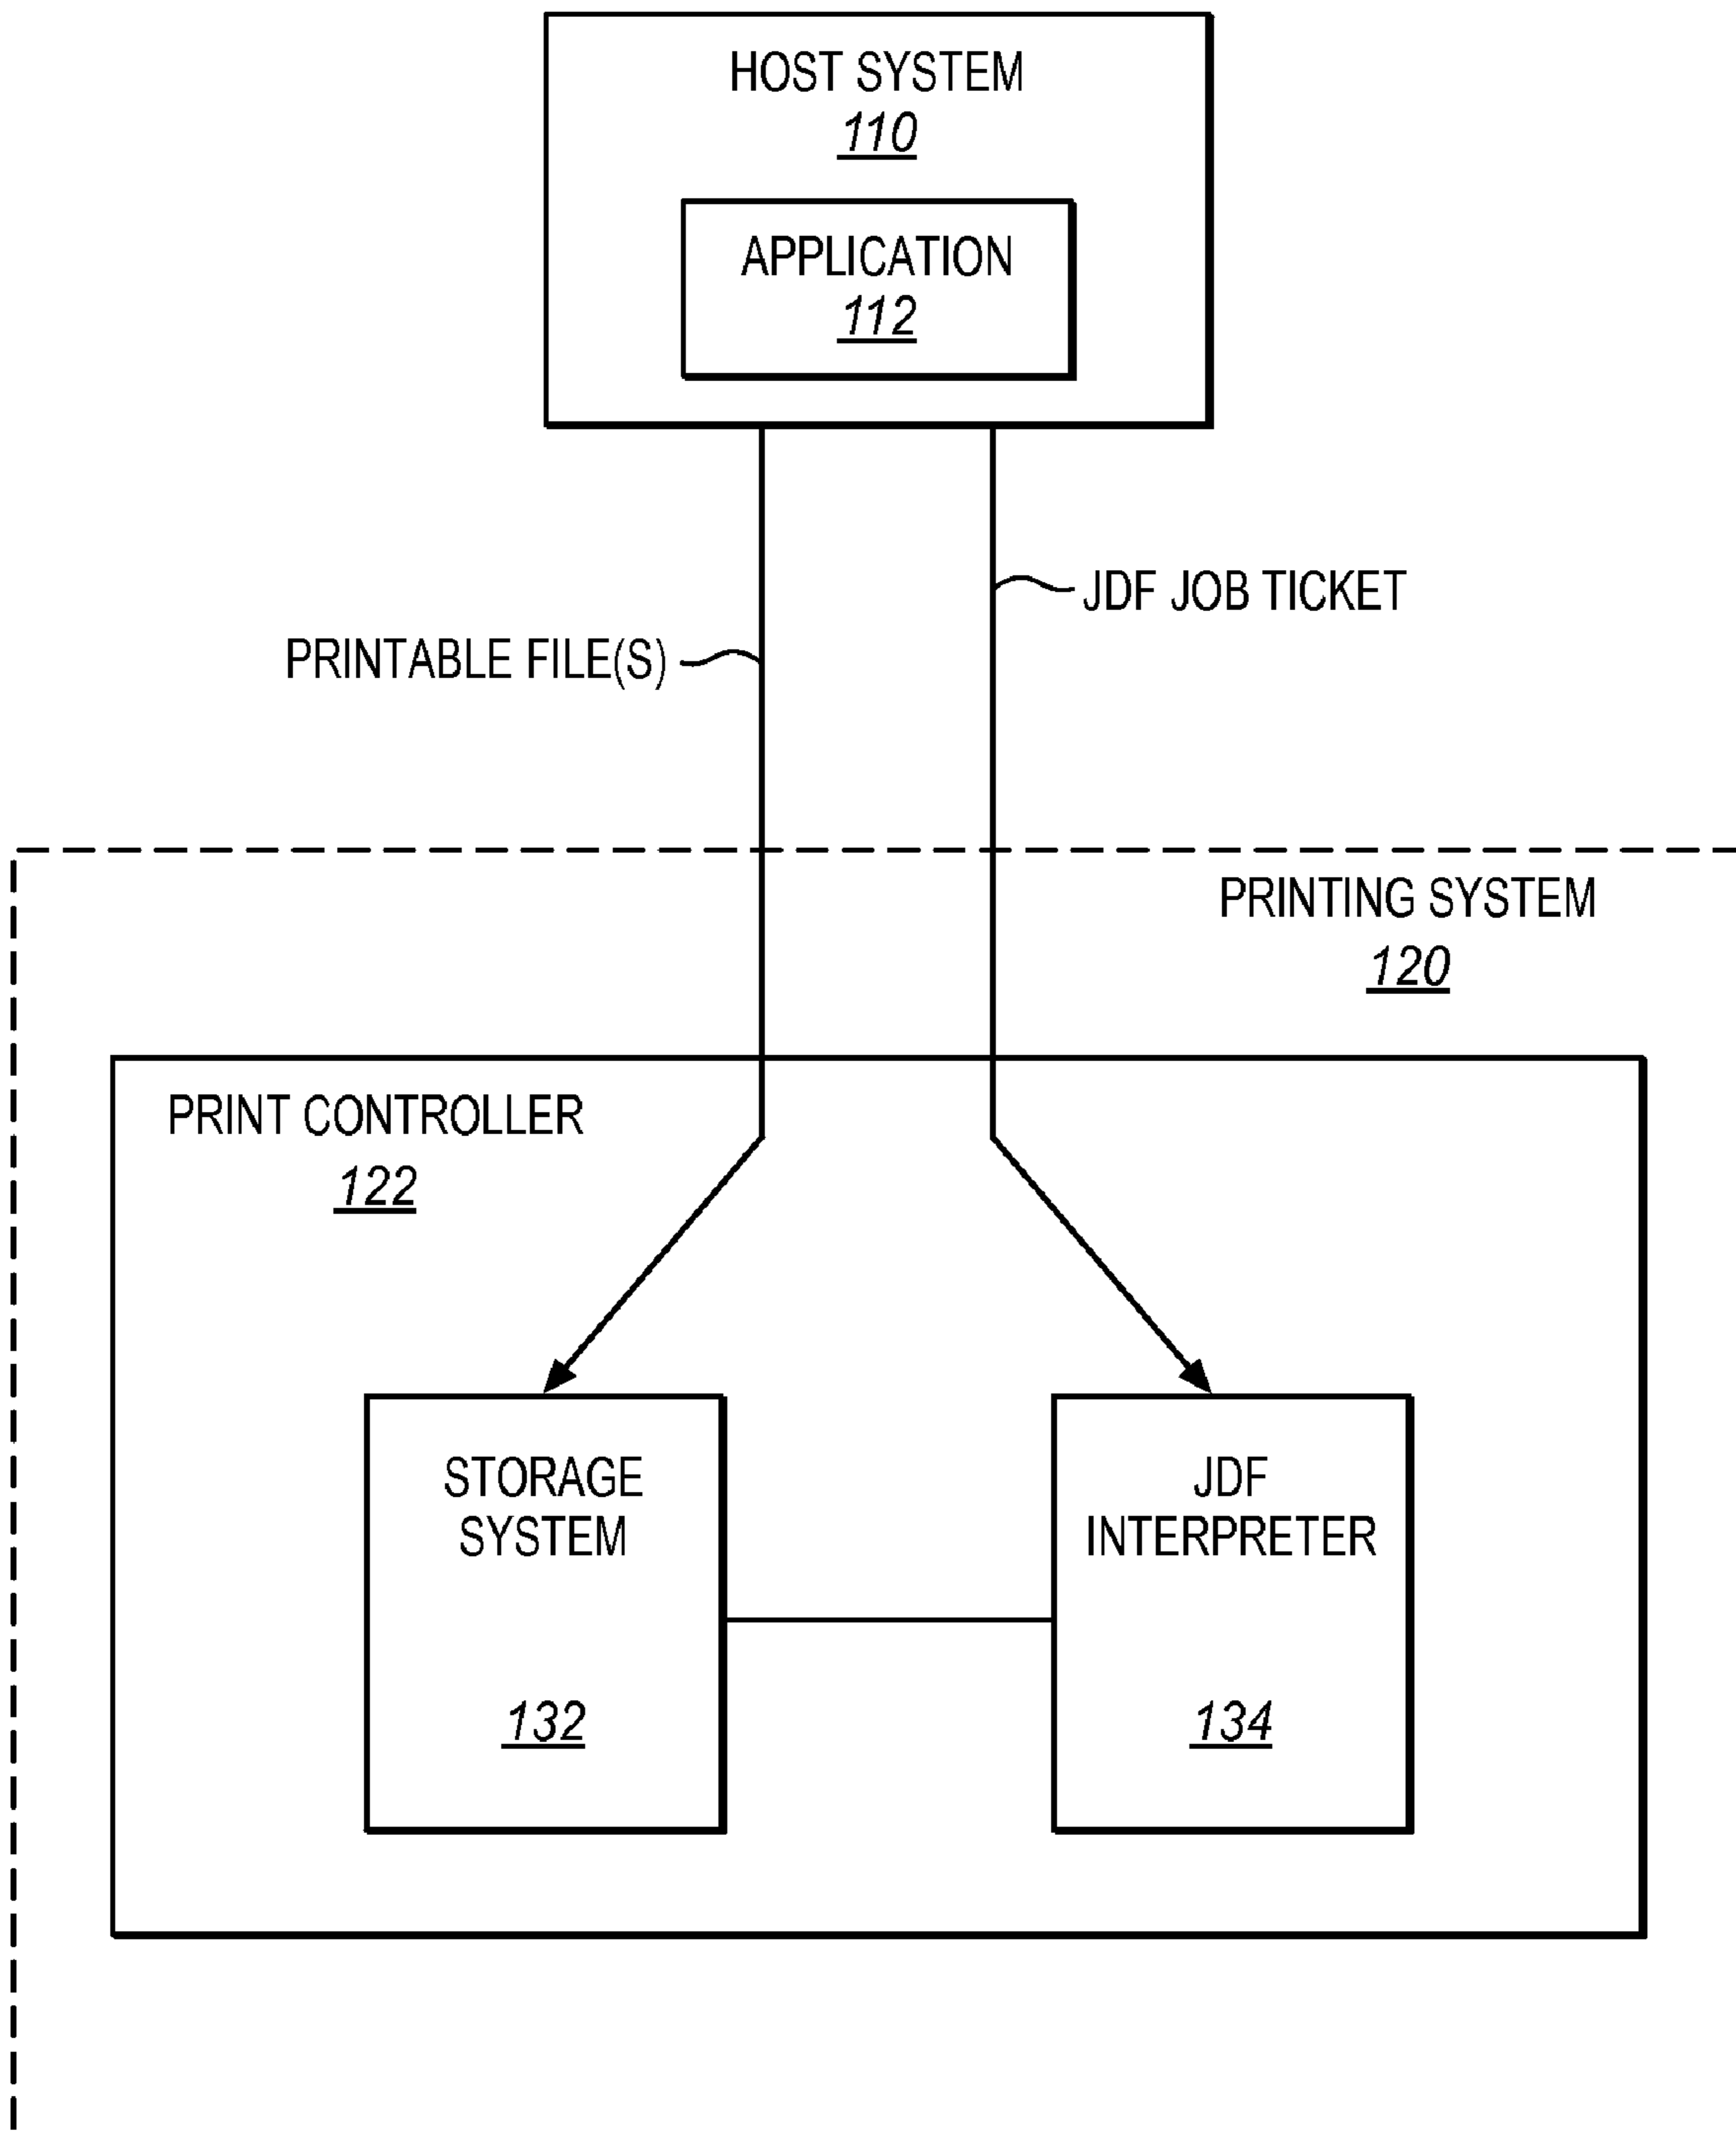 HOST SYSTEM
110
APPLICATION
112
JDF JOB TICKET
PRINTABLE FILE(S)
PRINTING SYSTEM
120
PRINT CONTROLLER
122
STORAGE
SYSTEM
132
JDF
INTERPRETER
134